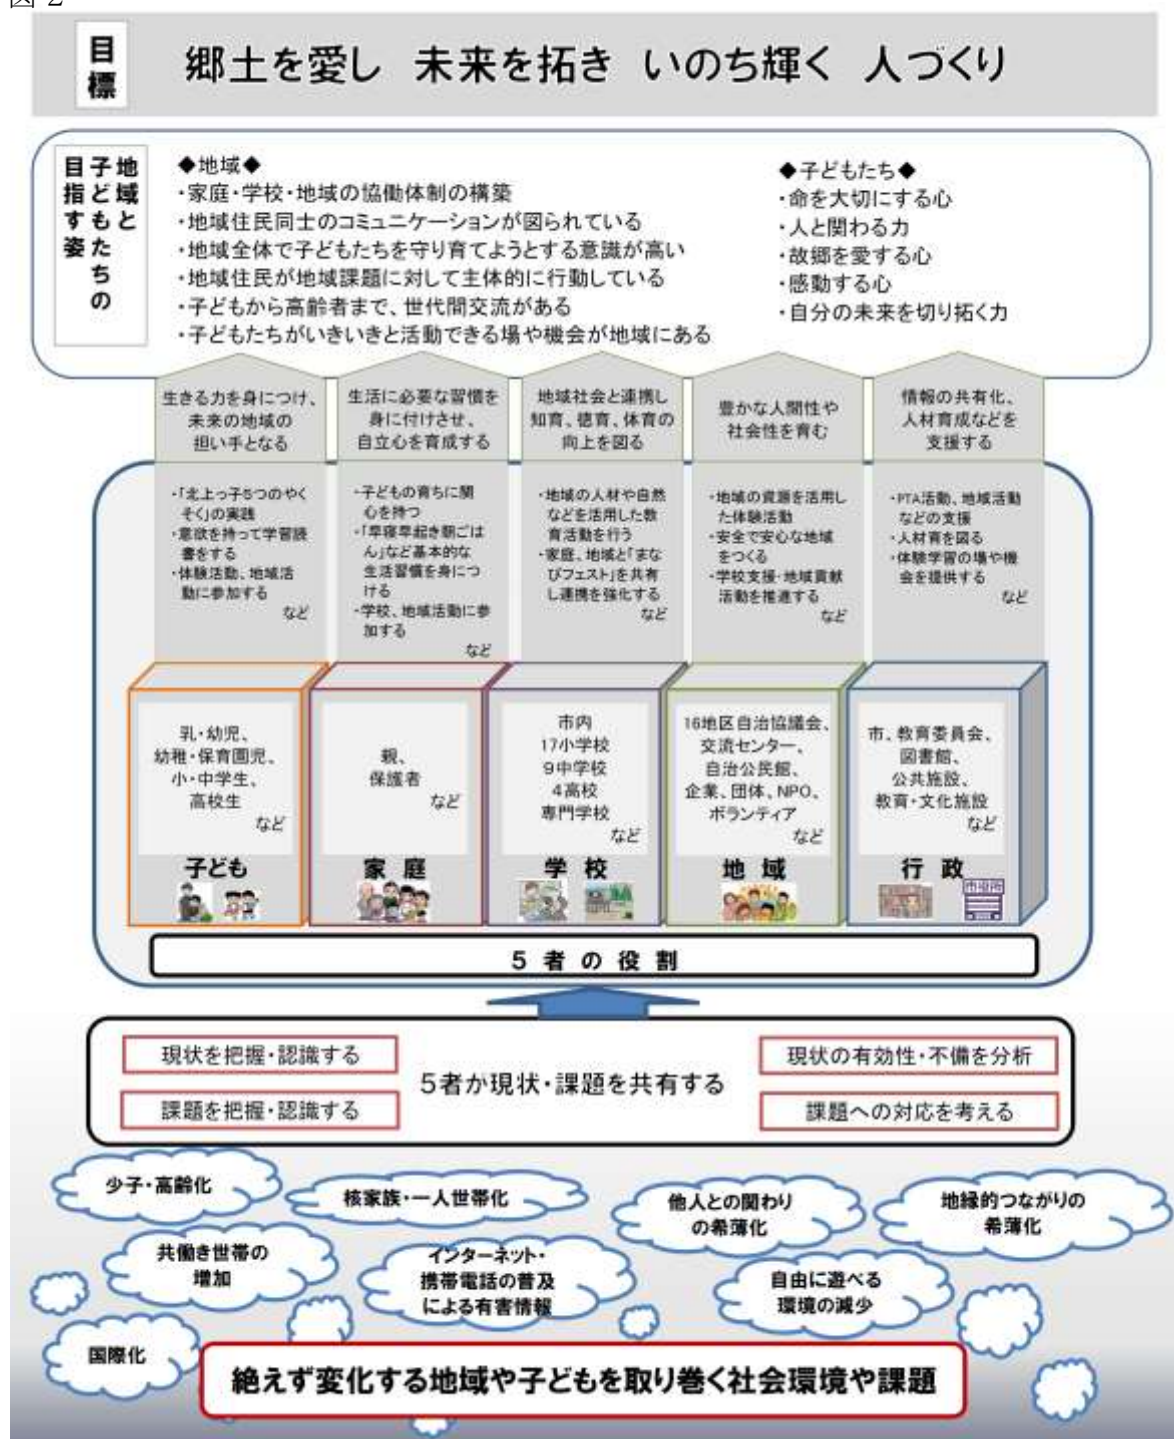 図 2
目標
郷土を愛し 未来を拓き いのち輝く 人づくり
地域と
子どもたちの
目指す姿
◆地域◆
・家庭・学校・地域の協働体制の構築
・地域住民同士のコミュニケーションが図られている
・地域全体で子どもたちを守り育てようとする意識が高い
・地域住民が地域課題に対して主体的に行動している
・子どもから高齢者まで、世代間交流がある
・子どもたちがいきいきと活動できる場や機会が地域にある
◆子どもたち◆
・命を大切にする心
・人と関わる力
・故郷を愛する心
・感動する心
・自分の未来を切り拓く力
生きる力を身につけ、
未来の地域の
担い手となる
生活に必要な習慣を
身に付けさせ、
自立心を育成する
地域社会と連携し
知育、徳育、体育の
向上を図る
豊かな人間性や
社会性を育む
情報の共有化、
人材育成などを
支援する
・「北上っ子5つのやく
そく」の実践
・意欲を持って学習読
書をする
・体験活動、地域活
動に参加する
など
・子どもの育ちに関
心を持つ
・「早寝早起き朝ごは
ん」など基本的な
生活習慣を身につ
ける
・学校、地域活動に参
加する
など
・地域の人材や自然
などを活用した教
育活動を行う
・家庭、地域と「まな
びフェスト」を共有
し連携を強化する
など
・地域の資源を活用し
た体験活動
・安全で安心な地域
をつくる
・学校支援・地域貢献
活動を推進する
など
・PTA活動、地域活動
などの支援
・人材育を図る
・体験学習の場や機
会を提供する
など
乳・幼児、
幼稚・保育園児、
小・中学生、
高校生
など
子ども
親、
保護者
など
家庭
市内
17小学校
9中学校
4高校
専門学校
など
学校
16地区自治協議会、
交流センター、
自治公民館、
企業、団体、NPO、
ボランティア
など
地域
市、教育委員会、
図書館、
公共施設、
教育・文化施設
など
行政
市役所
5者の役割
現状を把握・認識する
課題を把握・認識する
5者が現状・課題を共有する
現状の有効性・不備を分析
課題への対応を考える
少子・高齢化
核家族・一人世帯化
他人との関わり
の希薄化
地縁的つながりの
希薄化
共働き世帯の
増加
インターネット・
携帯電話の普及
による有害情報
自由に遊べる
環境の減少
国際化
絶えず変化する地域や子どもを取り巻く社会環境や課題